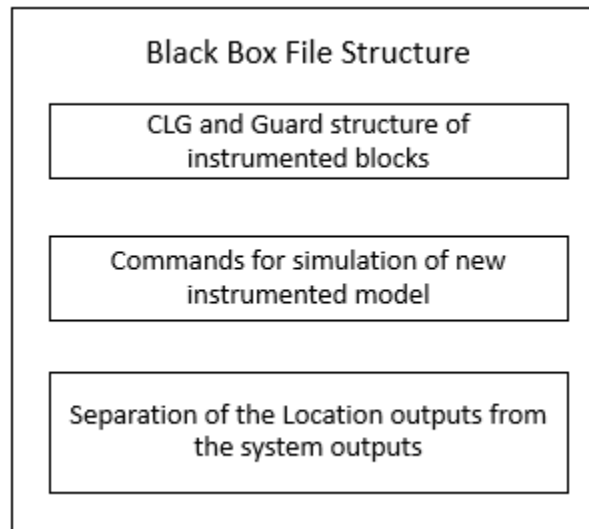 Black Box File Structure
CLG and Guard structure of
instrumented blocks
Commands for simulation of new
instrumented model
Separation of the Location outputs from
the system outputs